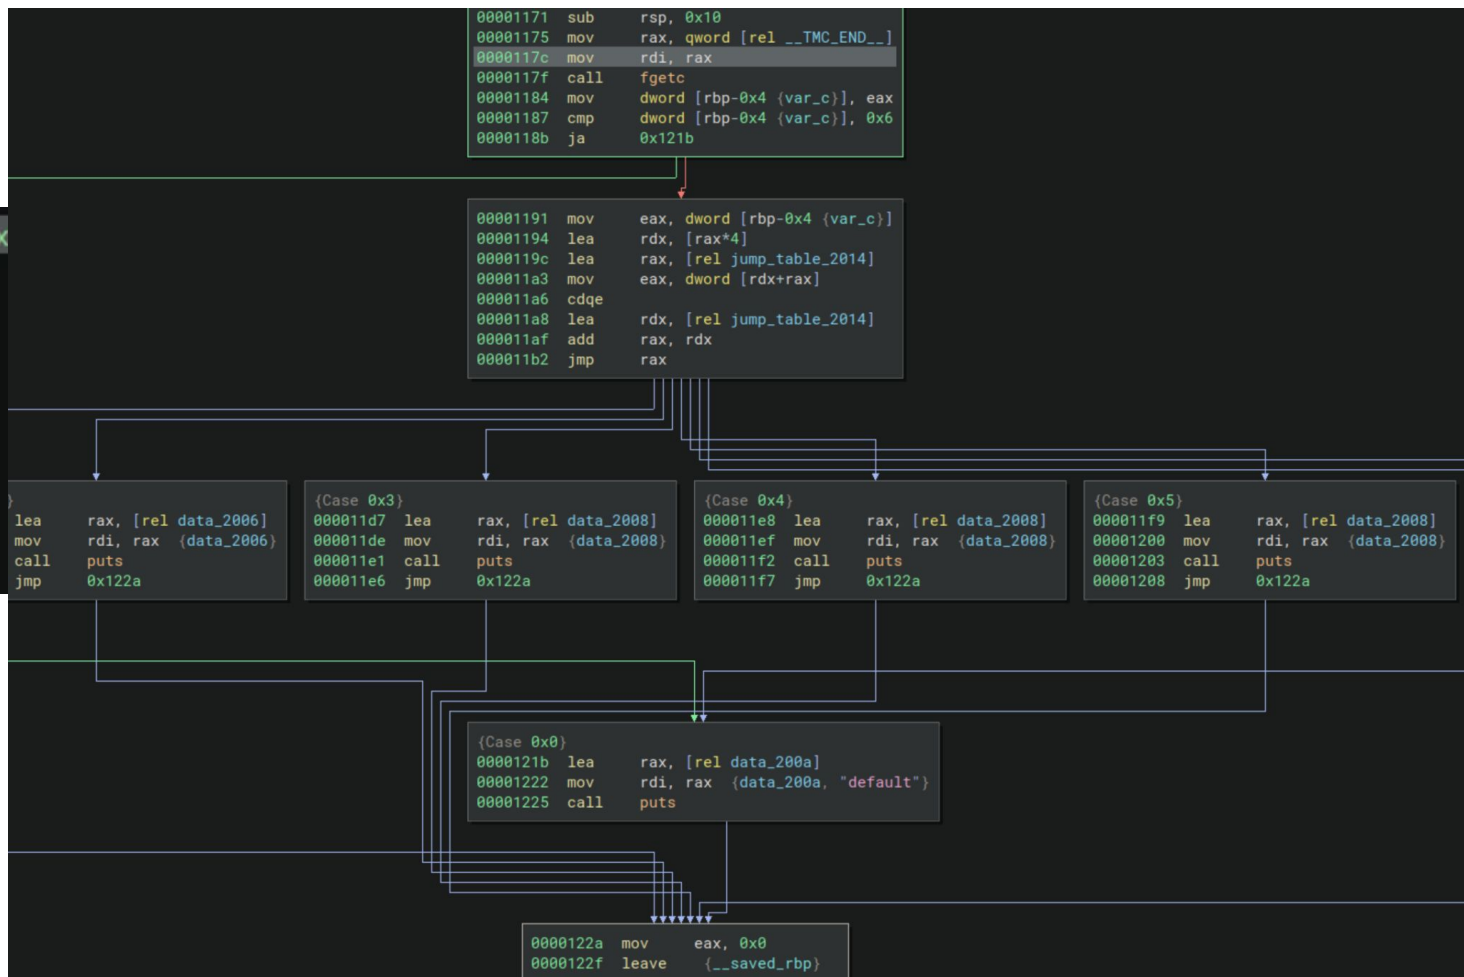 00001171 sub rsp, 0x10
00001175 mov rax, qword [rel __TMC_END__]
0000117c mov rdi, rax
0000117f call fgetc
00001184 mov dword [rbp-0x4 {var_c}], eax
00001187 cmp dword [rbp-0x4 {var_c}], 0x6
0000118b ja 0x121b
00001191 mov eax, dword [rbp-0x4 {var_c}]
00001194 lea rdx, [rax*4]
0000119c lea rax, [rel jump_table_2014]
000011a3 mov eax, dword [rdx+rax]
000011a6 cdqe
000011a8 lea rdx, [rel jump_table_2014]
000011af add rax, rdx
000011b2 jmp rax
}
lea rax, [rel data_2006]
mov rdi, rax {data_2006}
call puts
jmp 0x122a
{Case 0x3}
000011d7 lea rax, [rel data_2008]
000011de mov rdi, rax {data_2008}
000011e1 call puts
000011e6 jmp 0x122a
{Case 0x4}
000011e8 lea rax, [rel data_2008]
000011ef mov rdi, rax {data_2008}
000011f2 call puts
000011f7 jmp 0x122a
{Case 0x5}
000011f9 lea rax, [rel data_2008]
00001200 mov rdi, rax {data_2008}
00001203 call puts
00001208 jmp 0x122a
{Case 0x0}
0000121b lea rax, [rel data_200a]
00001222 mov rdi, rax {data_200a, "default"}
00001225 call puts
0000122a mov eax, 0x0
0000122f leave {__saved_rbp}